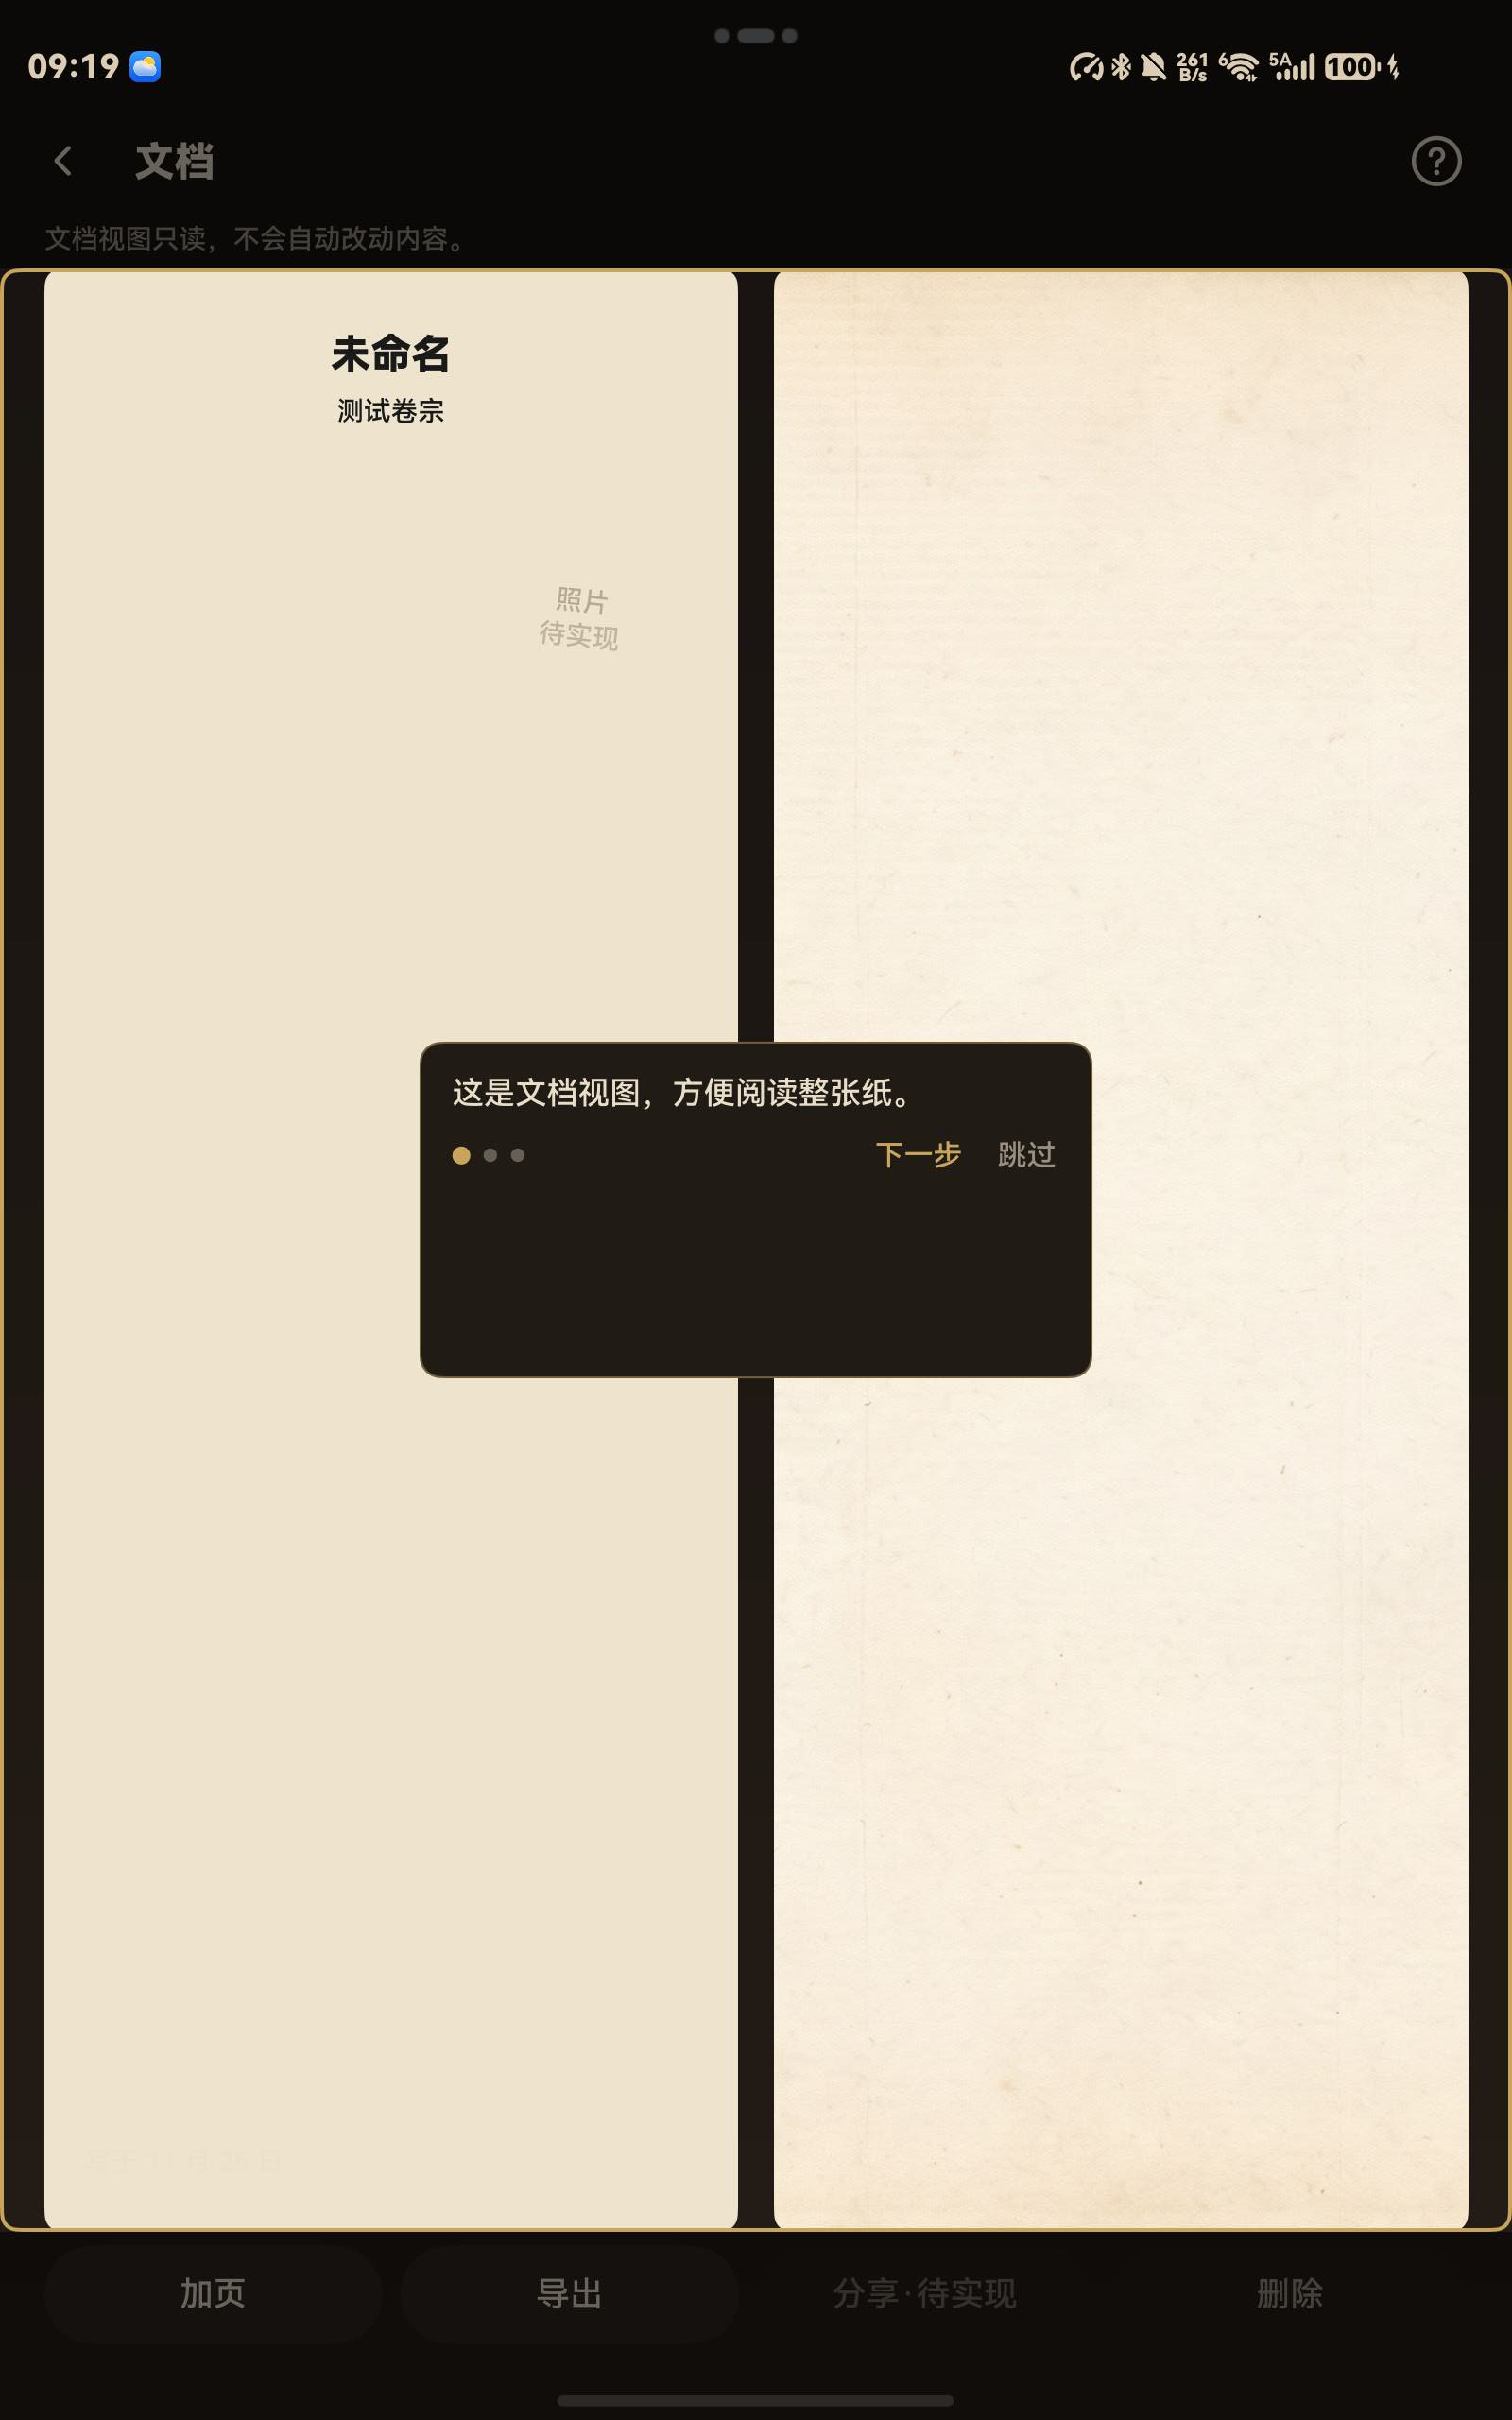 09:19
261
B/s
6
5A
100
文档
文档视图只读，不会自动改动内容。
未命名
测试卷宗
照片
待实现
这是文档视图，方便阅读整张纸。
下一步
跳过
加页
导出
分享·待实现
删除